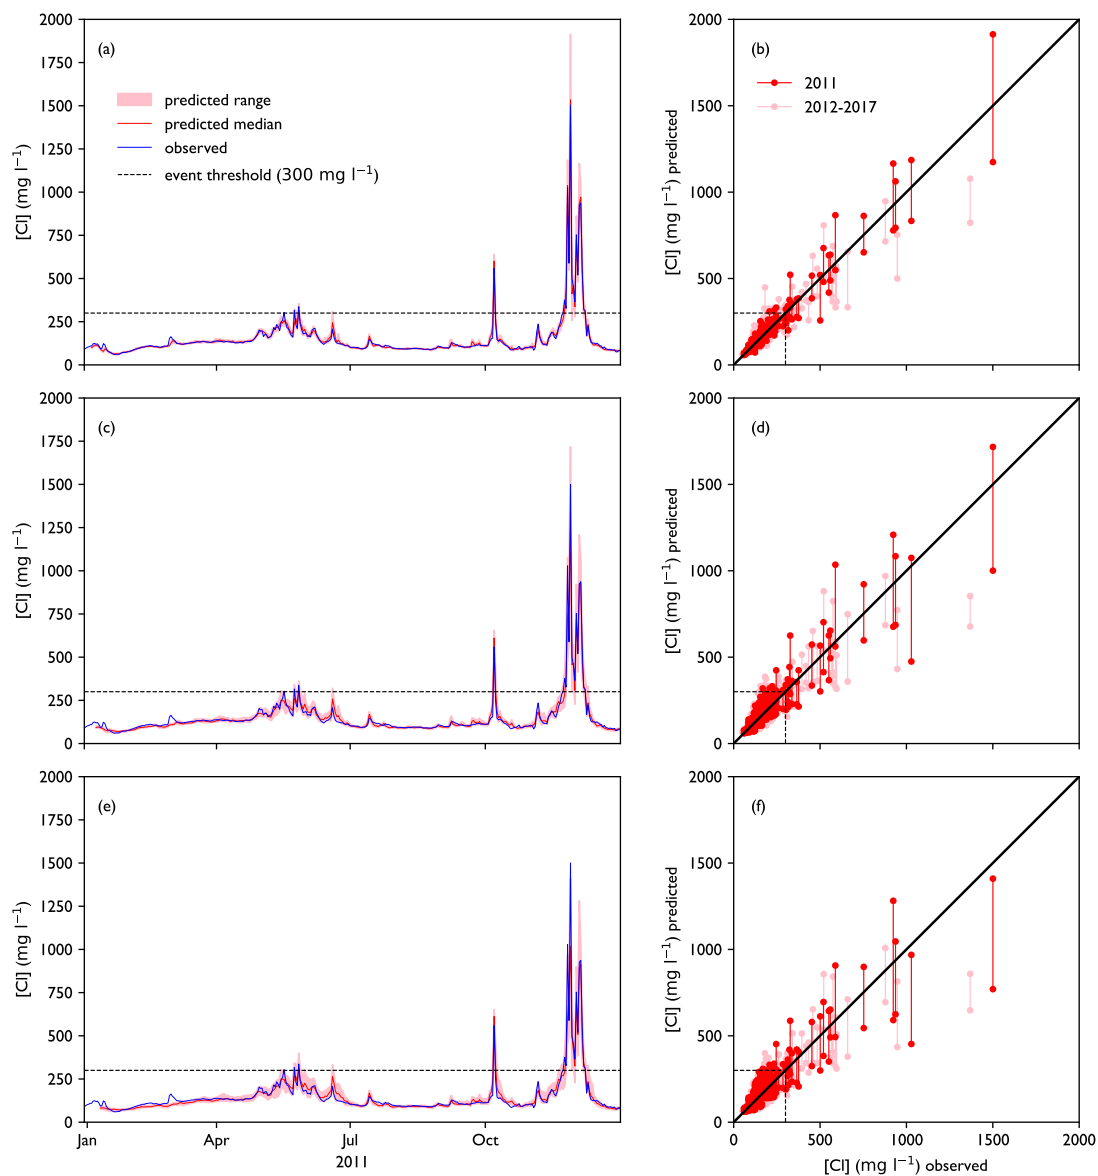 (a)
predicted range
predicted median
observed
event threshold (300 mg l⁻¹)
2000
1750
1500
1250
1000
750
500
250
0
[Cl] (mg l⁻¹)
(b)
2011
2012-2017
2000
1500
1000
500
0
[Cl] (mg l⁻¹) predicted
(c)
2000
1750
1500
1250
1000
750
500
250
0
[Cl] (mg l⁻¹)
(d)
2000
1500
1000
500
0
[Cl] (mg l⁻¹) predicted
(e)
2000
1750
1500
1250
1000
750
500
250
0
[Cl] (mg l⁻¹)
Jan Apr Jul Oct
2011
(f)
2000
1500
1000
500
0
[Cl] (mg l⁻¹) predicted
0 500 1000 1500 2000
[Cl] (mg l⁻¹) observed